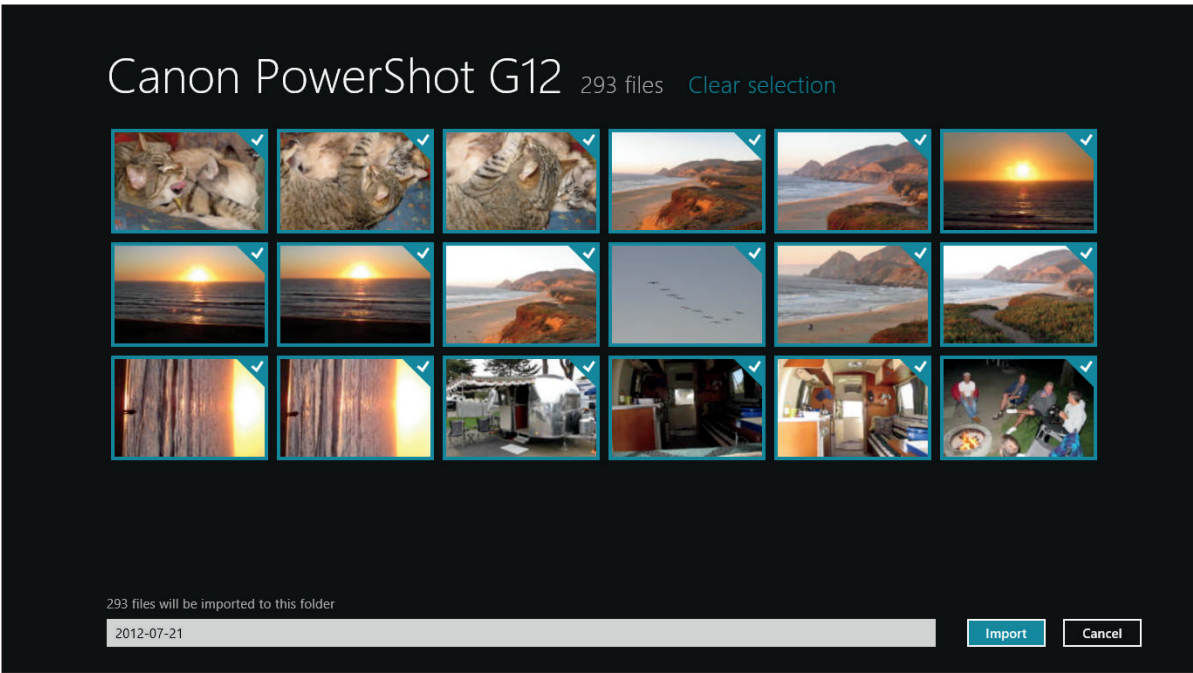 Canon PowerShot G12 293 files Clear selection
293 files will be imported to this folder
2012-07-21
Import Cancel